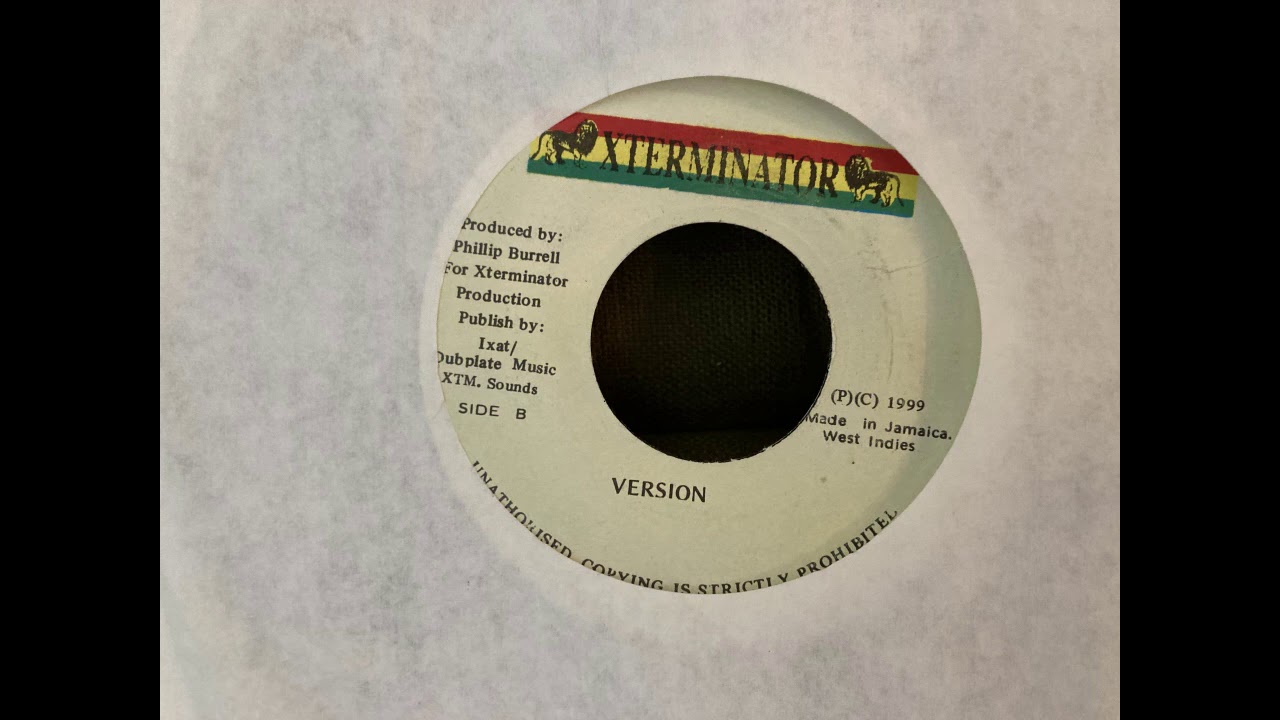 XTERMINATOR
Produced by:
Phillip Burrell
For Xterminator
Production
Publish by:
Ixat/
Dubplate Music
XTM. Sounds
SIDE B
(P)(C) 1999
Made in Jamaica.
West Indies
VERSION
UNATHORISED COPYING IS STRICTLY PROHIBITED